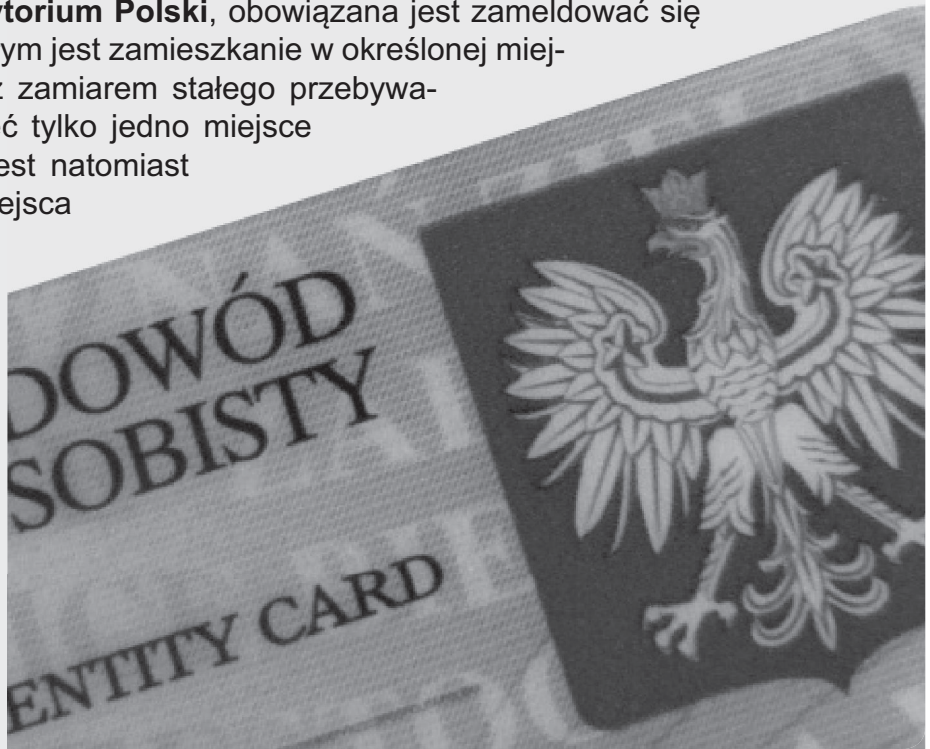 ytorium Polski, obowiązana jest zameldować się
ym jest zamieszkanie w określonej miej-
z zamiarem stałego przebywa-
ć tylko jedno miejsce
est natomiast
ejsca
DOWÓD
SOBISTY
ENTITY CARD